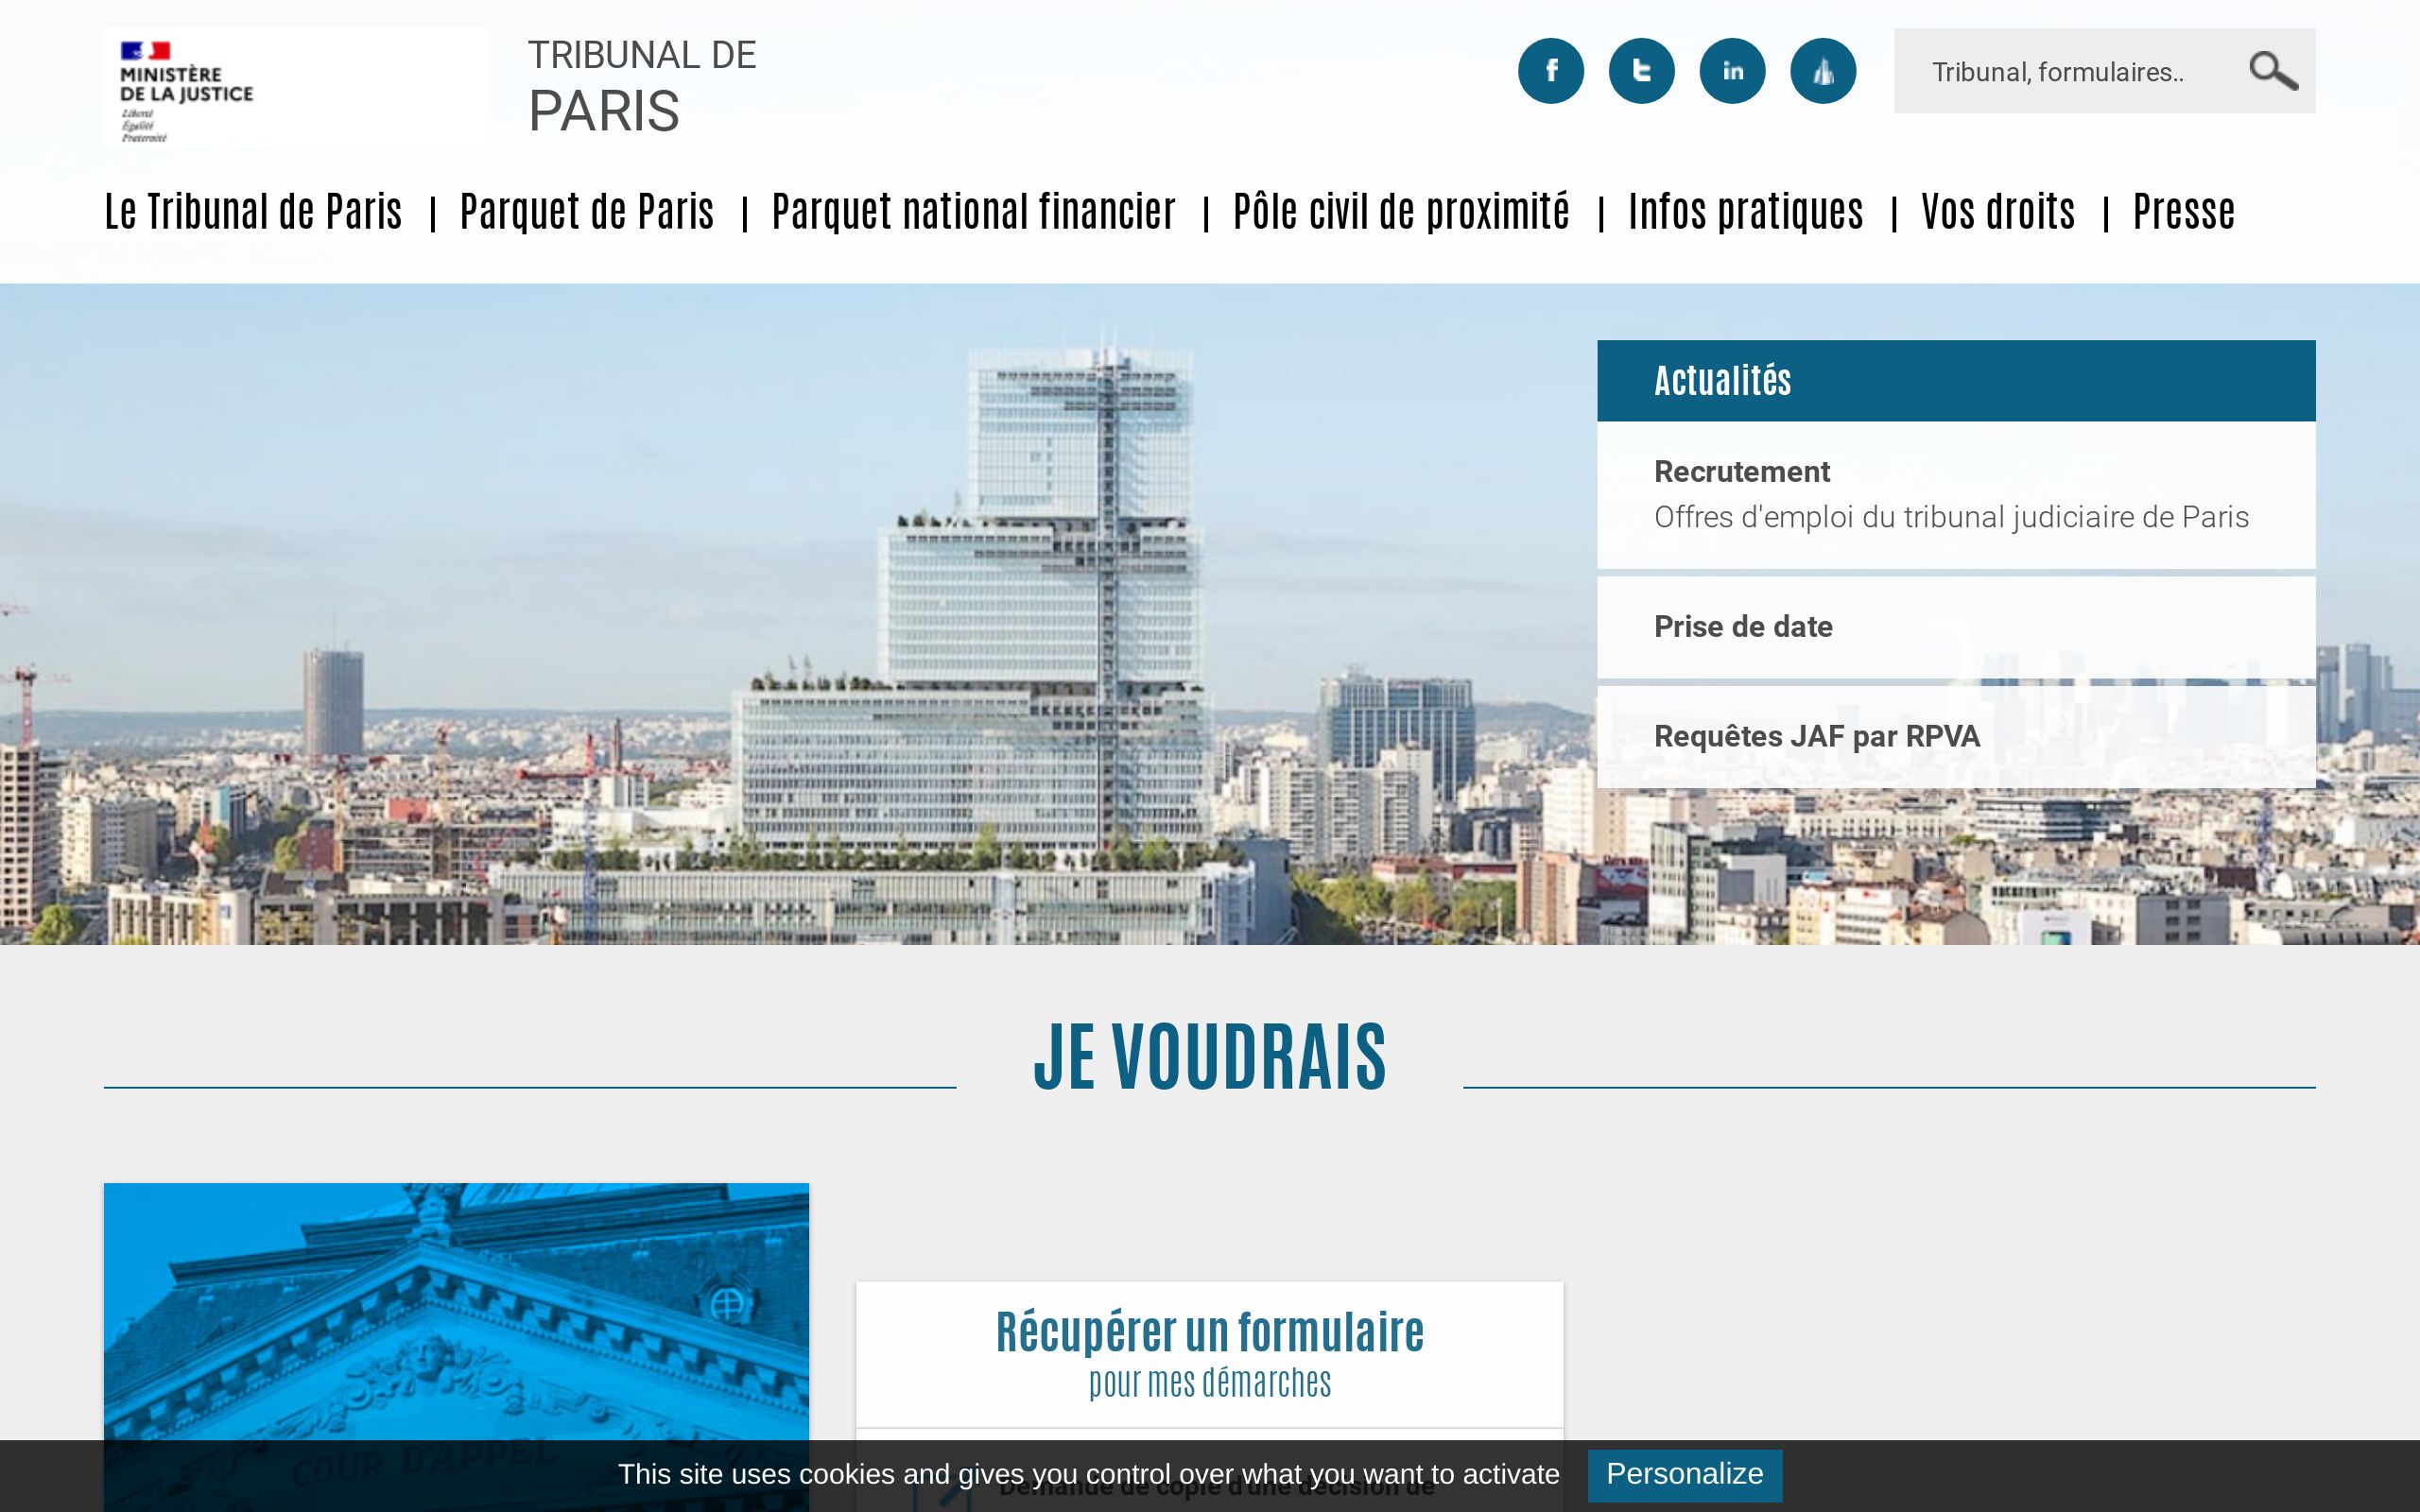 MINISTÈRE
DE LA JUSTICE
Liberté
Égalité
Fraternité
TRIBUNAL DE
PARIS
Tribunal, formulaires..
Le Tribunal de Paris | Parquet de Paris | Parquet national financier | Pôle civil de proximité | Infos pratiques | Vos droits | Presse
Actualités
Recrutement
Offres d'emploi du tribunal judiciaire de Paris
Prise de date
Requêtes JAF par RPVA
JE VOUDRAIS
COUR D'APPEL
Récupérer un formulaire
pour mes démarches
Demande de copie d'une décision de
This site uses cookies and gives you control over what you want to activate
Personalize